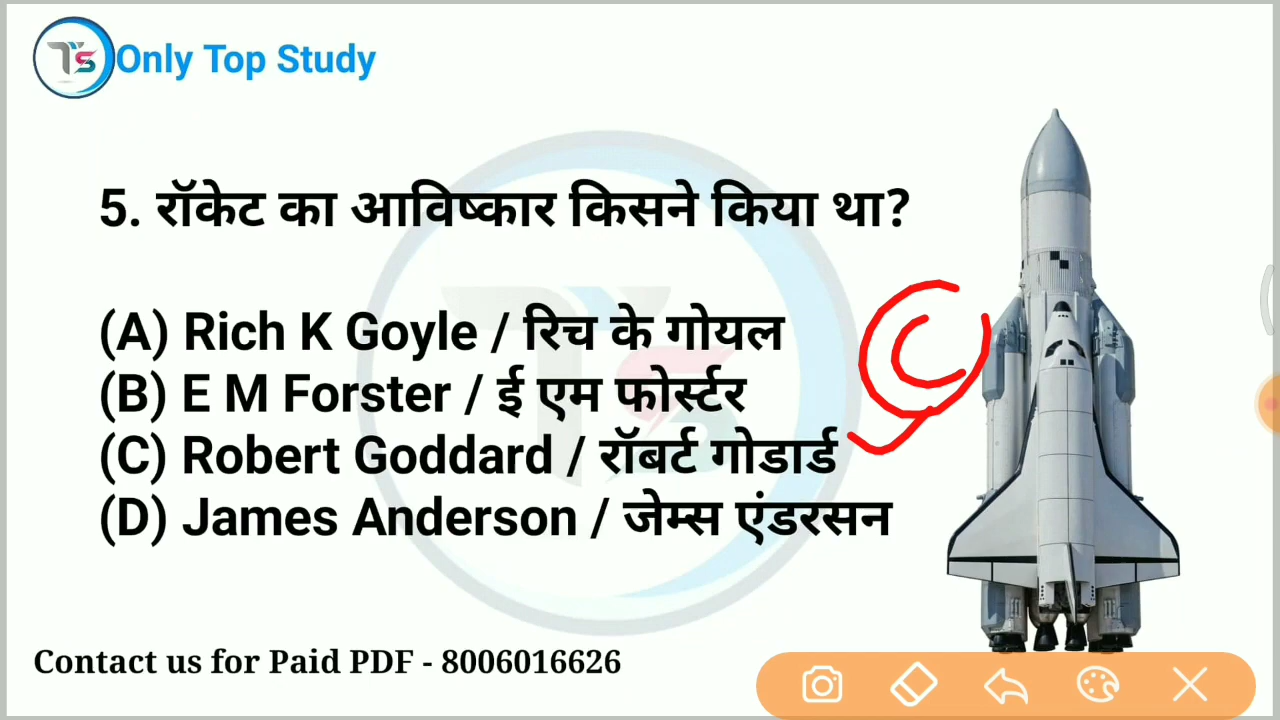 TS Only Top Study
5. रॉकेट का आविष्कार किसने किया था?
(A) Rich K Goyle / रिच के गोयल
(B) E M Forster / ई एम फोर्स्टर
(C) Robert Goddard / रॉबर्ट गोडार्ड
(D) James Anderson / जेम्स एंडरसन
C
Contact us for Paid PDF - 8006016626